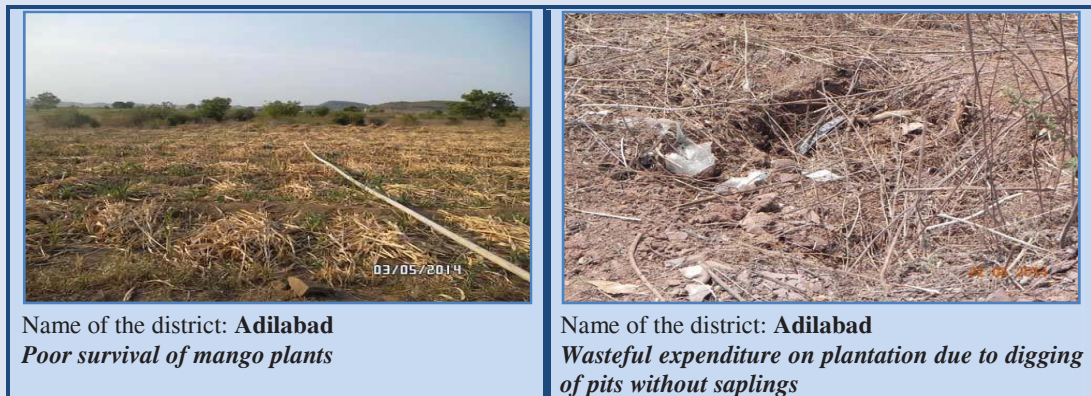 03/05/2014
Name of the district: Adilabad
Poor survival of mango plants
Name of the district: Adilabad
Wasteful expenditure on plantation due to digging
of pits without saplings